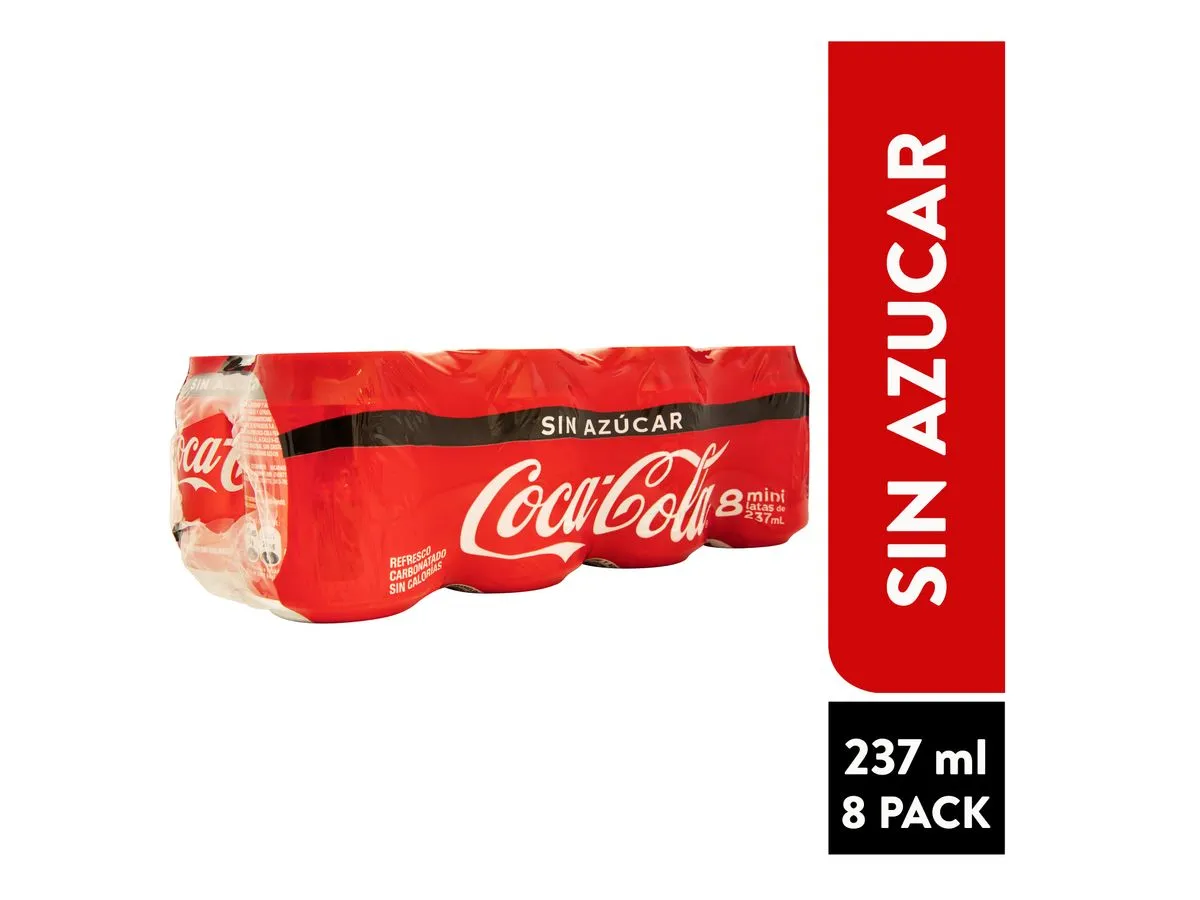 SIN AZÚCAR
Coca-Cola
8 mini
latas de
237mL
REFRESCO
CARBONATADO
SIN CALORÍAS
SIN AZUCAR
237 ml
8 PACK